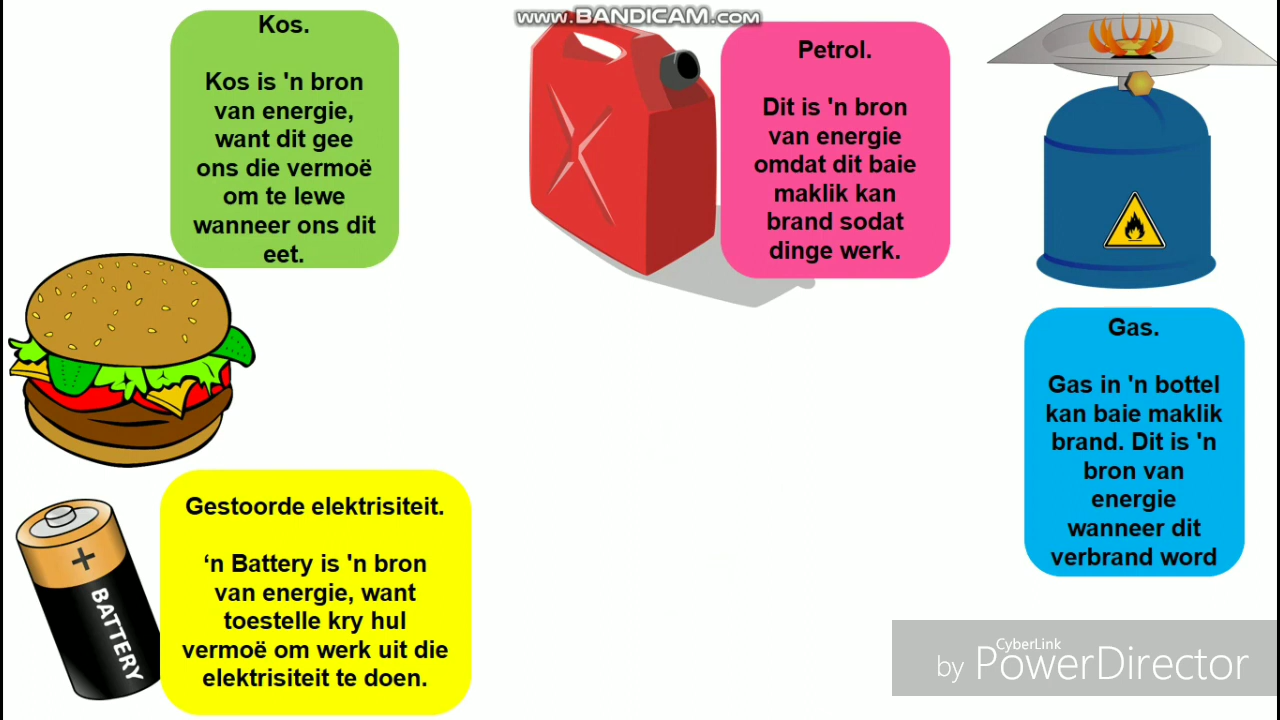 www.BANDICAM.com
Kos.
Kos is 'n bron
van energie,
want dit gee
ons die vermoë
om te lewe
wanneer ons dit
eet.
Petrol.
Dit is 'n bron
van energie
omdat dit baie
maklik kan
brand sodat
dinge werk.
Gas.
Gas in 'n bottel
kan baie maklik
brand. Dit is 'n
bron van
energie
wanneer dit
verbrand word
Gestoorde elektrisiteit.
‘n Battery is 'n bron
van energie, want
toestelle kry hul
vermoë om werk uit die
elektrisiteit te doen.
+
BATTERY
CyberLink
by PowerDirector